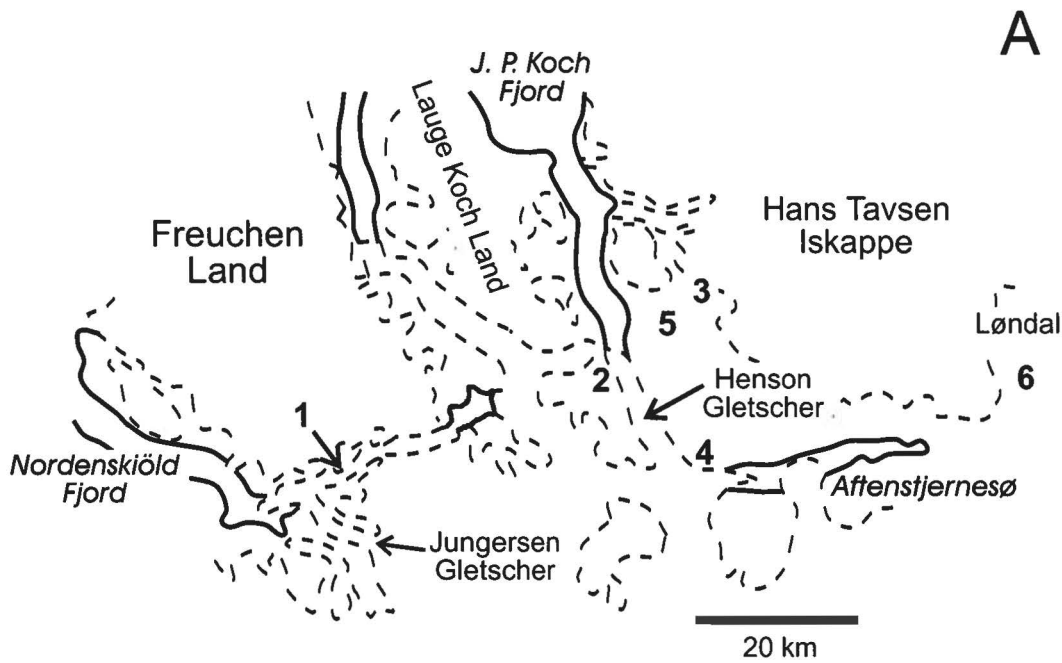 A
J. P. Koch
Fjord
Lauge Koch Land
Freuchen
Land
Hans Tavsen
Iskappe
3
5
Løndal
6
2
Henson
Gletscher
1
4
Nordenskiöld
Fjord
Aftenstjernesø
Jungersen
Gletscher
20 km